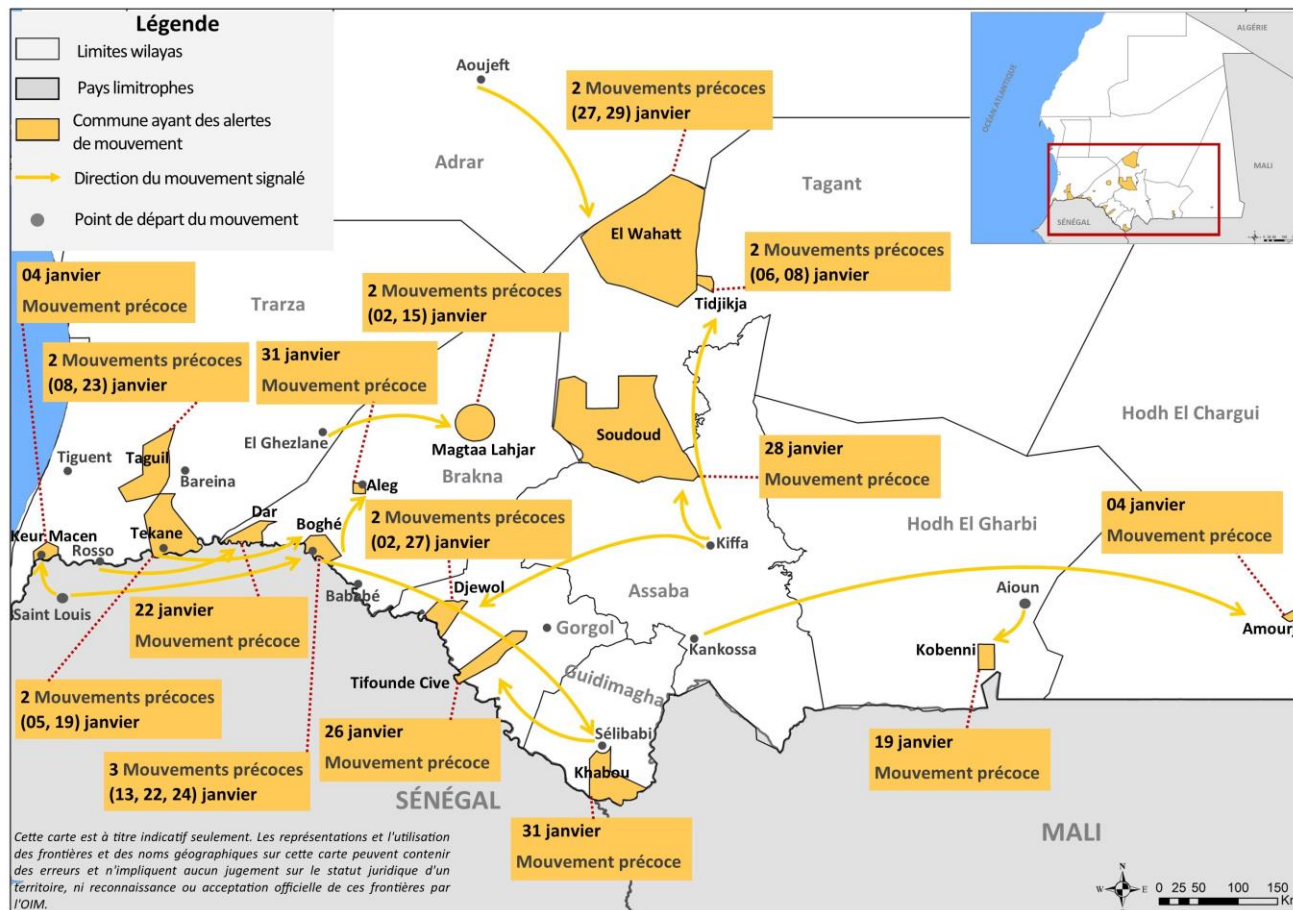 Légende
Limites wilayas
Pays limitrophes
Commune ayant des alertes
de mouvement
Direction du mouvement signalé
Point de départ du mouvement
Aoujeft
2 Mouvements précoces
(27, 29) janvier
Adrar
Tagant
ALGÉRIE
OCEAN ATLANTIQUE
MALI
SÉNÉGAL
El Wahatt
2 Mouvements précoces
(06, 08) janvier
Tidjikja
04 janvier
Mouvement précoce
Trarza
2 Mouvements précoces
(02, 15) janvier
2 Mouvements précoces
(08, 23) janvier
31 janvier
Mouvement précoce
Hodh El Chargui
El Ghezlane
Magtaa Lahjar
Soudoud
28 janvier
Mouvement précoce
Tiguent
Taguil
Bareina
Brakna
Aleg
04 janvier
Mouvement précoce
Keur Macen
Rosso
Tekane
Dar
Boghé
2 Mouvements précoces
(02, 27) janvier
Hodh El Gharbi
Kiffa
Bababé
Djewol
Assaba
Saint Louis
22 janvier
Mouvement précoce
Gorgol
Kankossa
Aioun
Kobenni
Amourj
Tifounde Cive
Guidimagha
2 Mouvements précoces
(05, 19) janvier
26 janvier
Mouvement précoce
Sélibabi
19 janvier
Mouvement précoce
3 Mouvements précoces
(13, 22, 24) janvier
Khabou
SÉNÉGAL
31 janvier
Mouvement précoce
MALI
Cette carte est à titre indicatif seulement. Les représentations et l'utilisation
des frontières et des noms géographiques sur cette carte peuvent contenir
des erreurs et n'impliquent aucun jugement sur le statut juridique d'un
territoire, ni reconnaissance ou acceptation officielle de ces frontières par
l'OIM.
N
W E
S
0 25 50 100 150
Km